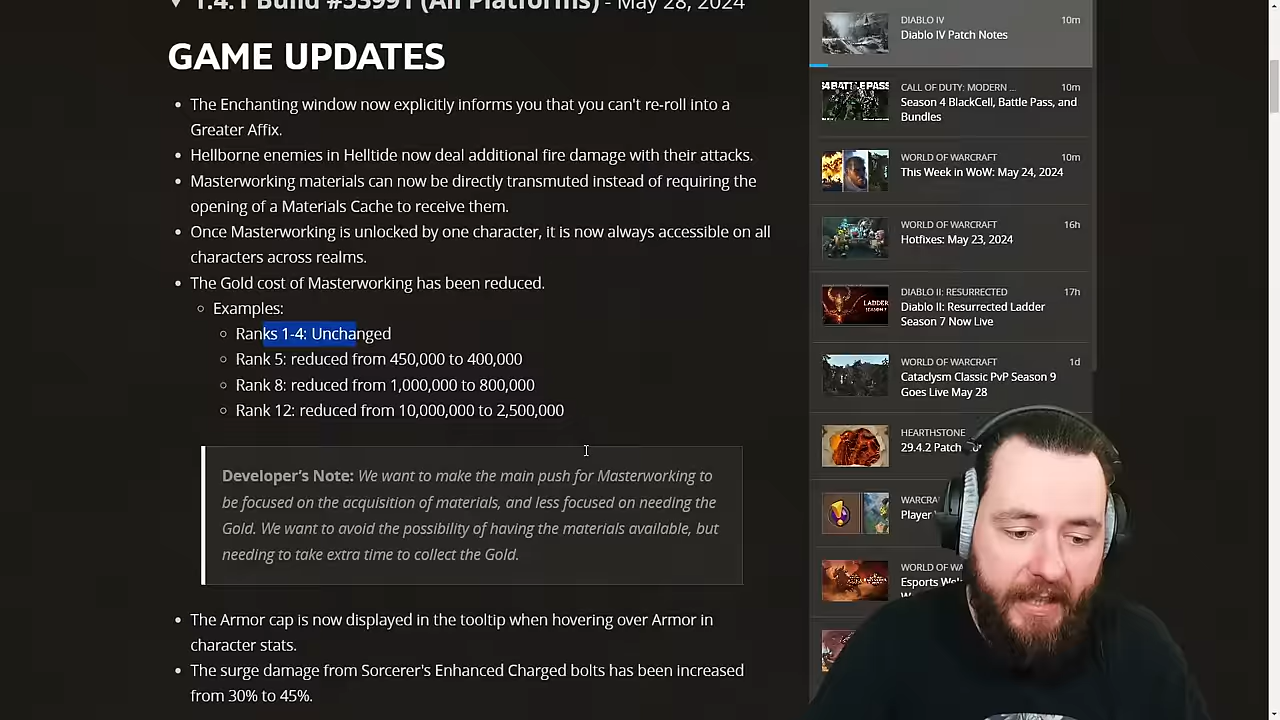 1.4.1 Build #53991 (All Platforms) - May 28, 2024
GAME UPDATES
The Enchanting window now explicitly informs you that you can't re-roll into a
Greater Affix.
Hellborne enemies in Helltide now deal additional fire damage with their attacks.
Masterworking materials can now be directly transmuted instead of requiring the
opening of a Materials Cache to receive them.
Once Masterworking is unlocked by one character, it is now always accessible on all
characters across realms.
The Gold cost of Masterworking has been reduced.
Examples:
Ranks 1-4: Unchanged
Rank 5: reduced from 450,000 to 400,000
Rank 8: reduced from 1,000,000 to 800,000
Rank 12: reduced from 10,000,000 to 2,500,000
Developer's Note: We want to make the main push for Masterworking to
be focused on the acquisition of materials, and less focused on needing the
Gold. We want to avoid the possibility of having the materials available, but
needing to take extra time to collect the Gold.
The Armor cap is now displayed in the tooltip when hovering over Armor in
character stats.
The surge damage from Sorcerer's Enhanced Charged bolts has been increased
from 30% to 45%.
DIABLO IV 10m
Diablo IV Patch Notes
CALL OF DUTY: MODERN ... 10m
Season 4 BlackCell, Battle Pass, and
Bundles
WORLD OF WARCRAFT 10m
This Week in WoW: May 24, 2024
WORLD OF WARCRAFT 16h
Hotfixes: May 23, 2024
DIABLO II: RESURRECTED 17h
Diablo II: Resurrected Ladder
Season 7 Now Live
WORLD OF WARCRAFT 1d
Cataclysm Classic PvP Season 9
Goes Live May 28
HEARTHSTONE
29.4.2 Patch
WARCRA
Player
WORLD OF WA
Esports